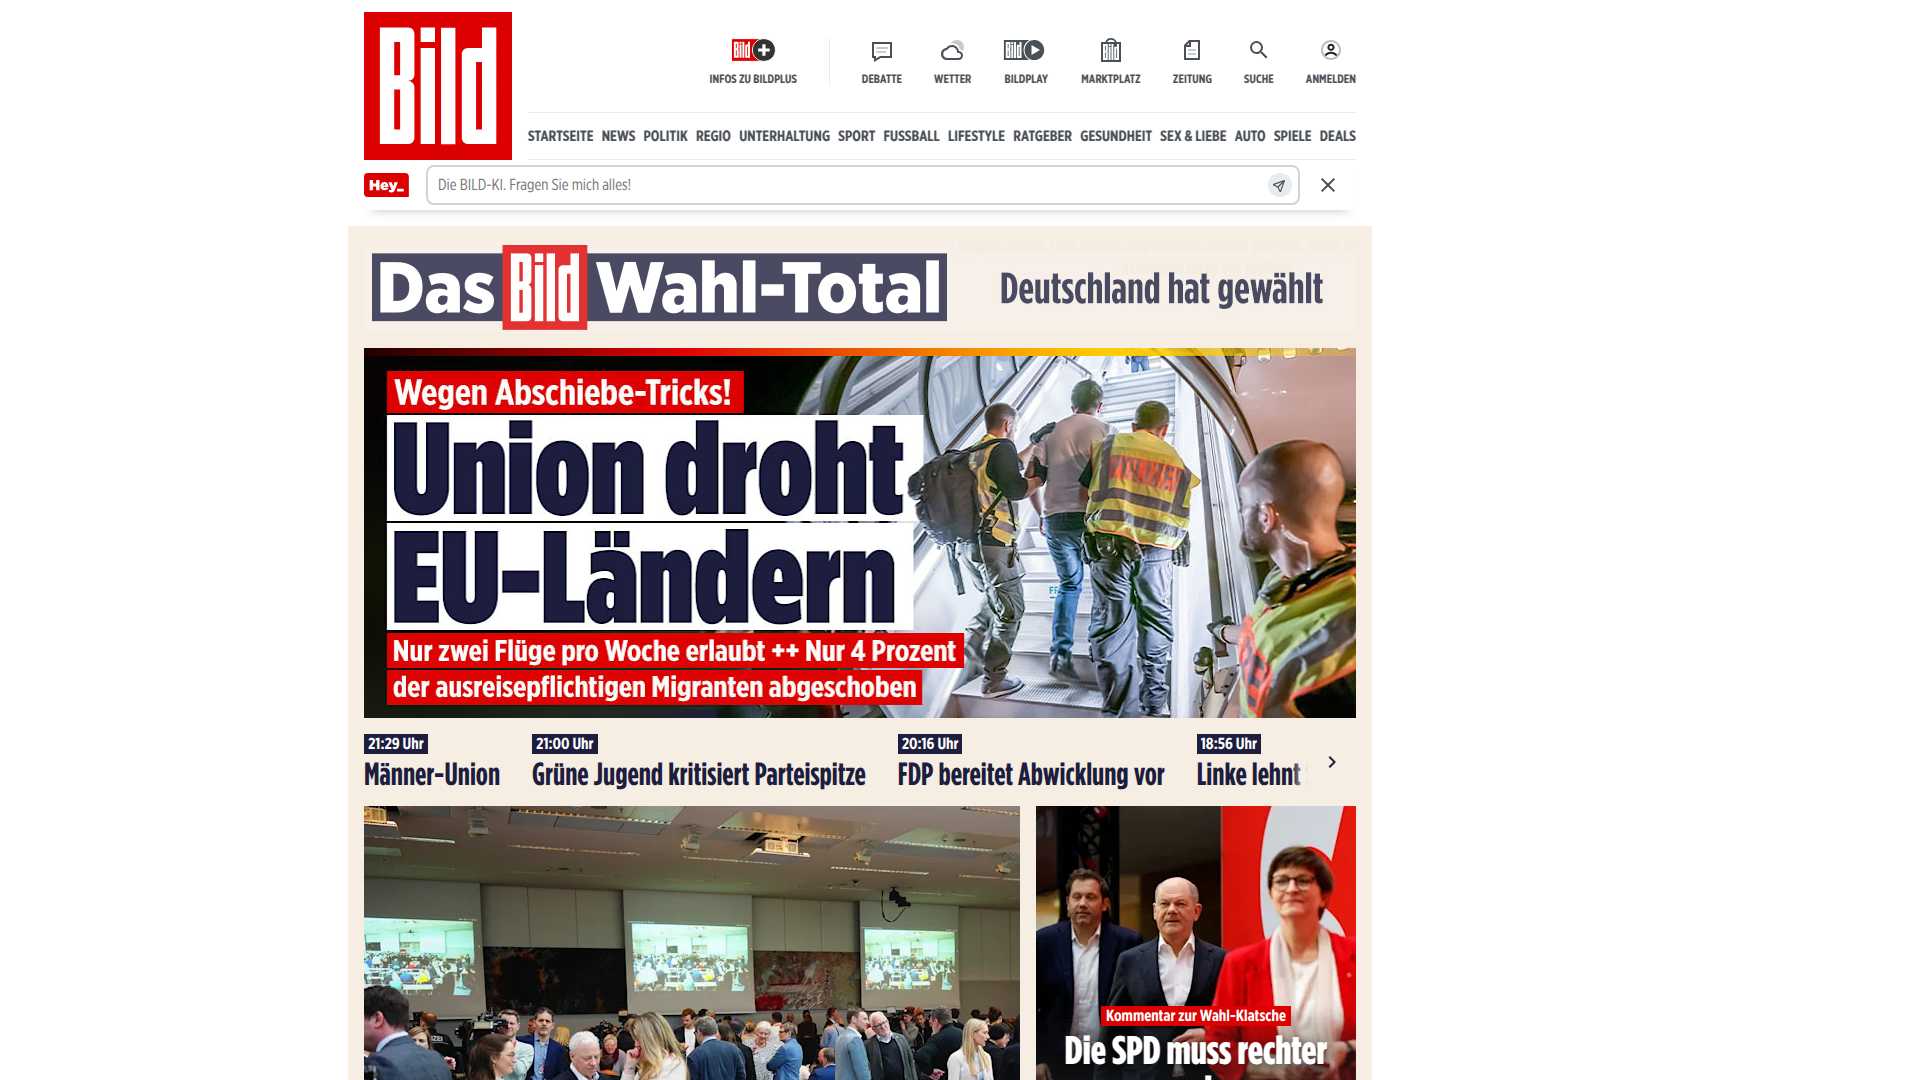 Bild
Bild
INFOS ZU BILDPLUS
DEBATTE
WETTER
Bild
BILDPLAY
Bild
MARKTPLATZ
ZEITUNG
SUCHE
ANMELDEN
STARTSEITE NEWS POLITIK REGIO UNTERHALTUNG SPORT FUSSBALL LIFESTYLE RATGEBER GESUNDHEIT SEX & LIEBE AUTO SPIELE DEALS
Hey_
Die BILD-KI. Fragen Sie mich alles!
Das Bild Wahl-Total
Deutschland hat gewählt
Wegen Abschiebe-Tricks!
Union droht
EU-Ländern
Nur zwei Flüge pro Woche erlaubt ++ Nur 4 Prozent
der ausreisepflichtigen Migranten abgeschoben
21:29 Uhr
Männer-Union
21:00 Uhr
Grüne Jugend kritisiert Parteispitze
20:16 Uhr
FDP bereitet Abwicklung vor
18:56 Uhr
Linke lehnt
Kommentar zur Wahl-Klatsche
Die SPD muss rechter